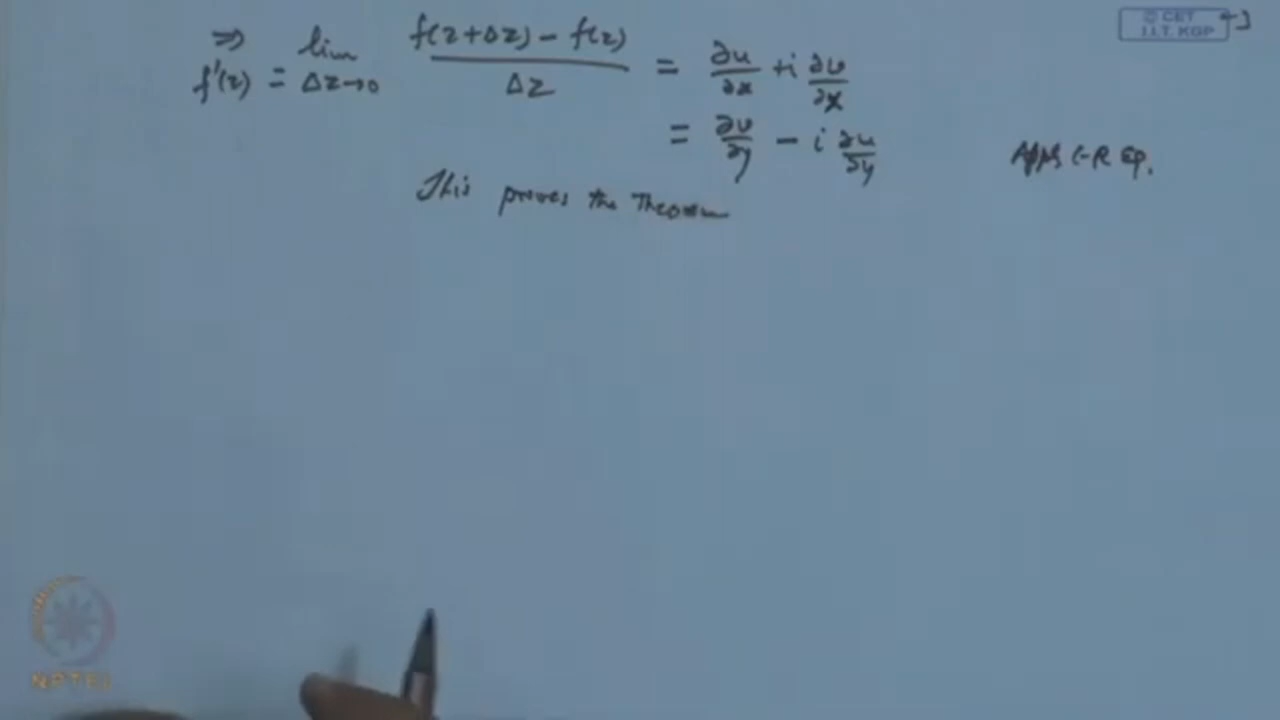 © CET
I.I.T. KGP
⇒
f'(z) = lim Δz→0 (f(z+Δz) − f(z)) / Δz = ∂u/∂x + i ∂v/∂x
= ∂v/∂y − i ∂u/∂y
C-R Eq.
This proves the Theorem
NPTEL